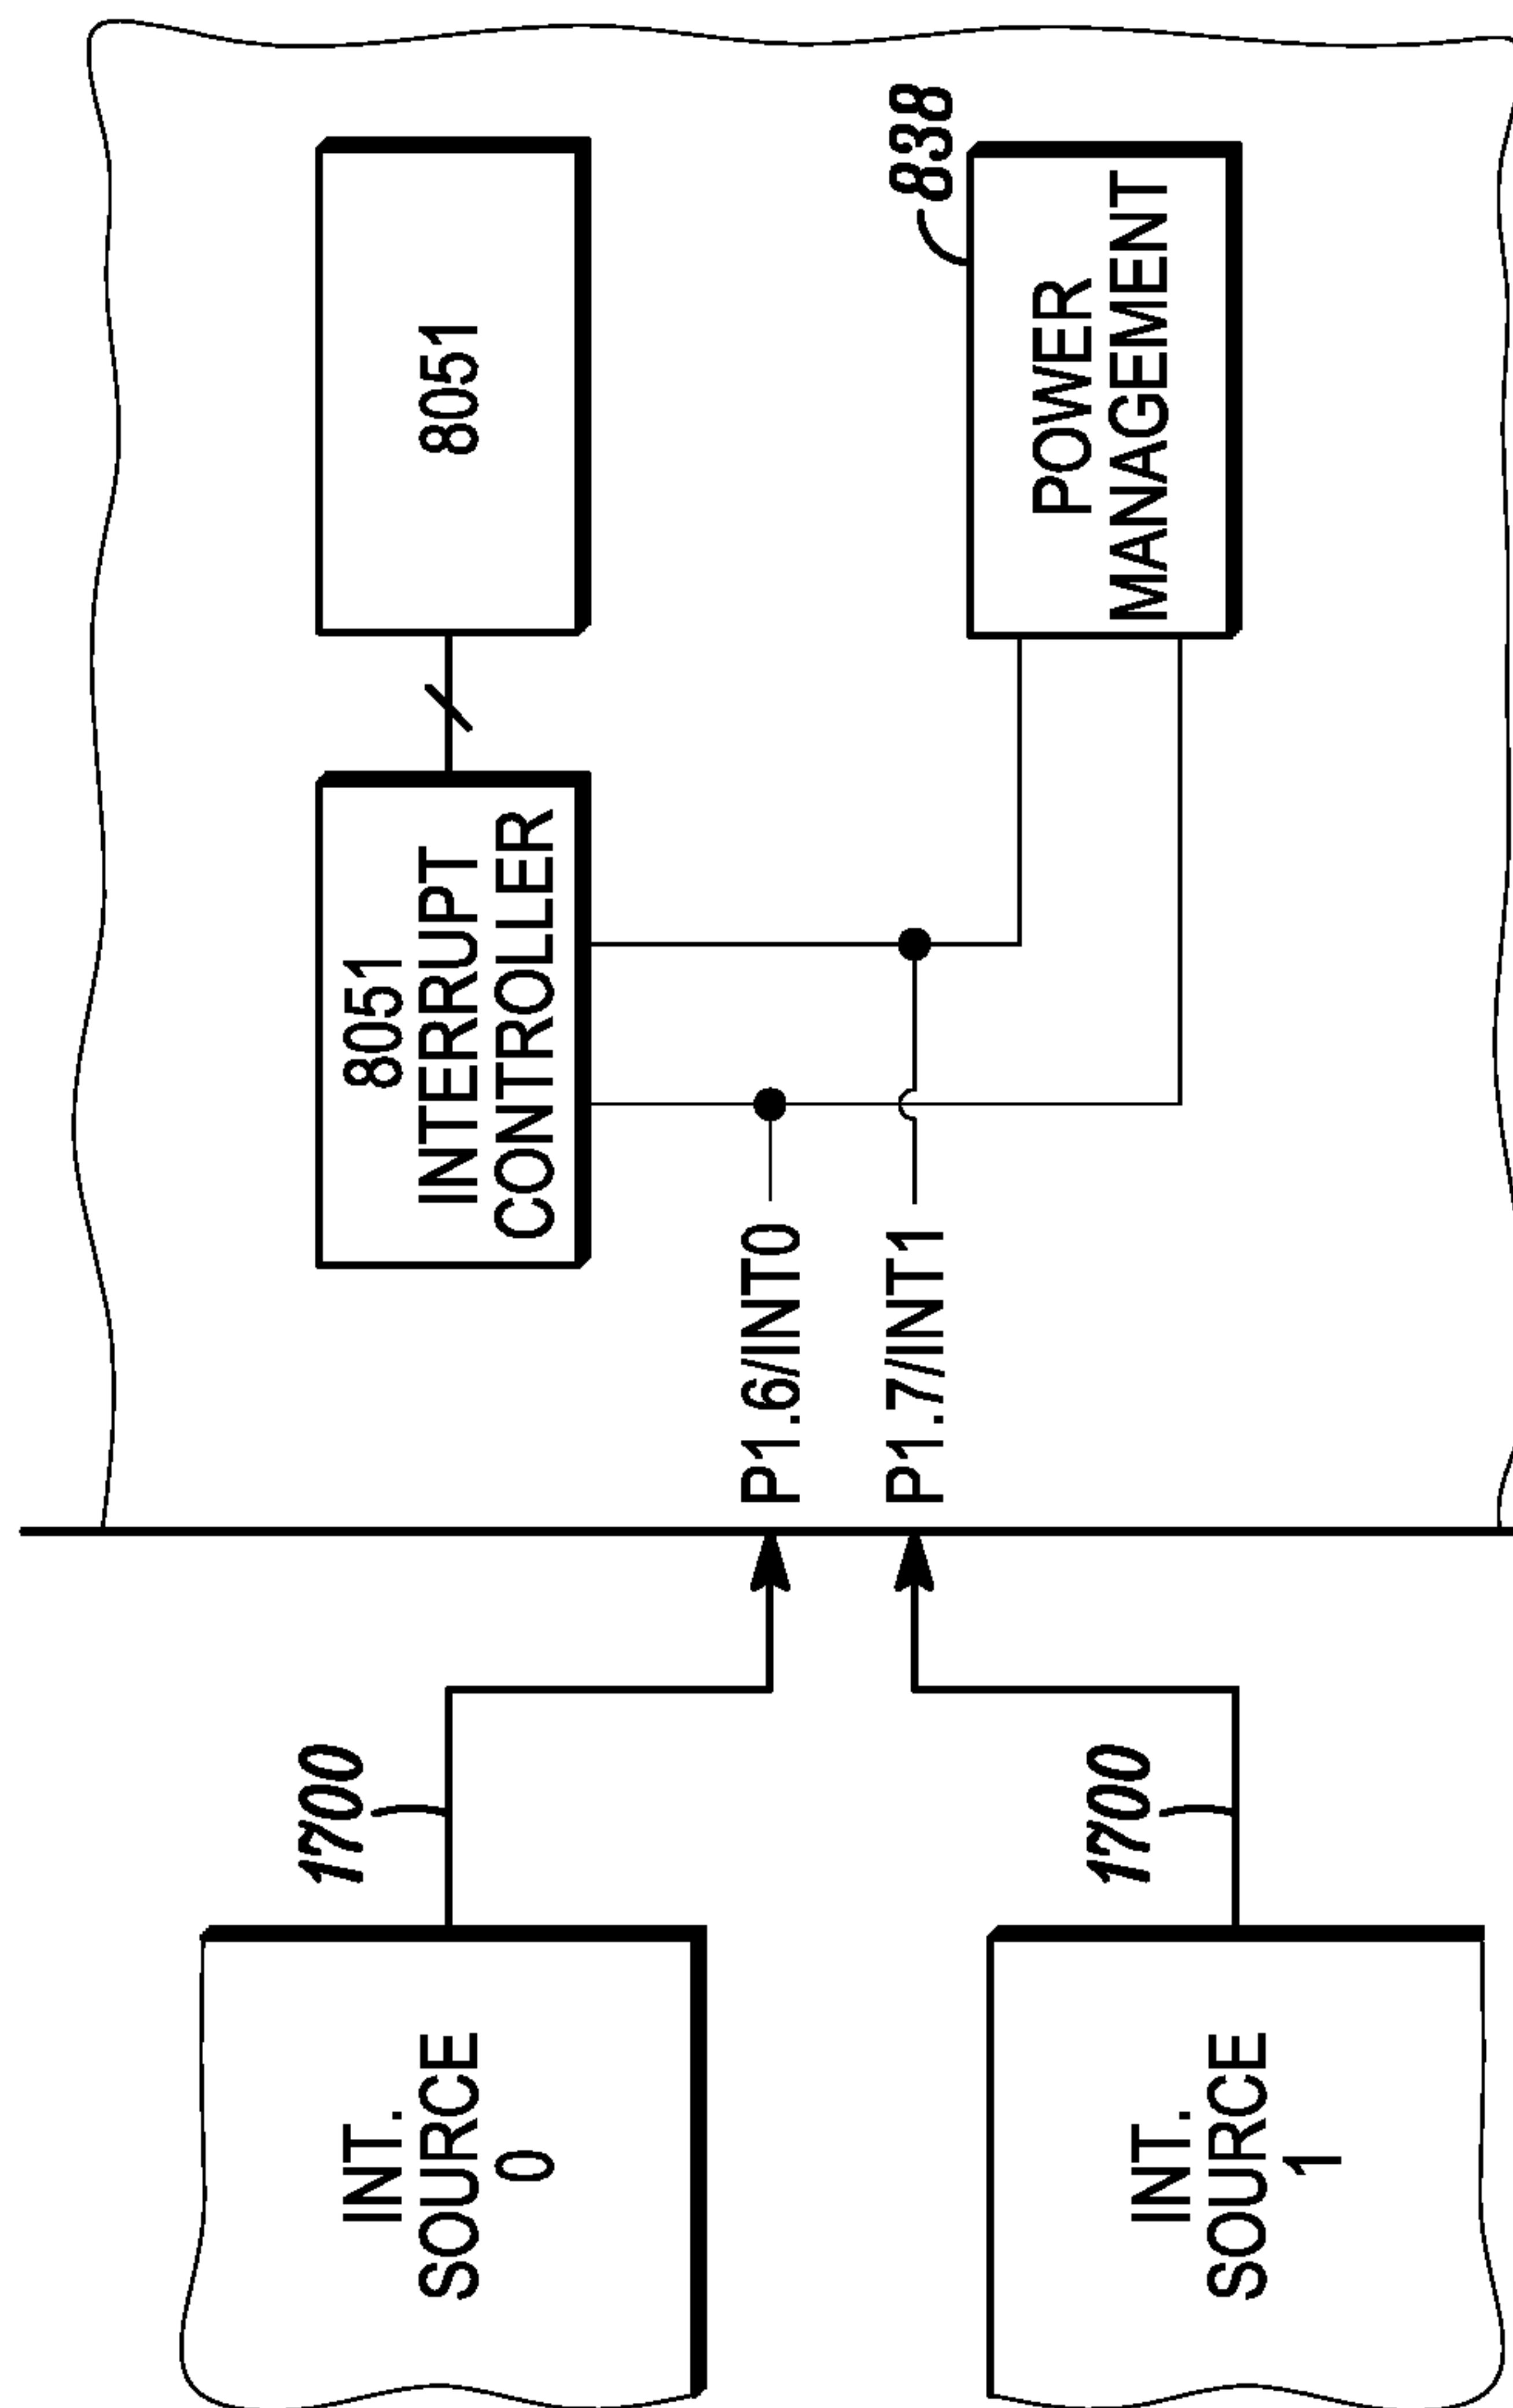 INT.
SOURCE
0
1700
INT.
SOURCE
1
1700
P1.6/INT0
P1.7/INT1
8051
INTERRUPT
CONTROLLER
8051
POWER
MANAGEMENT
838